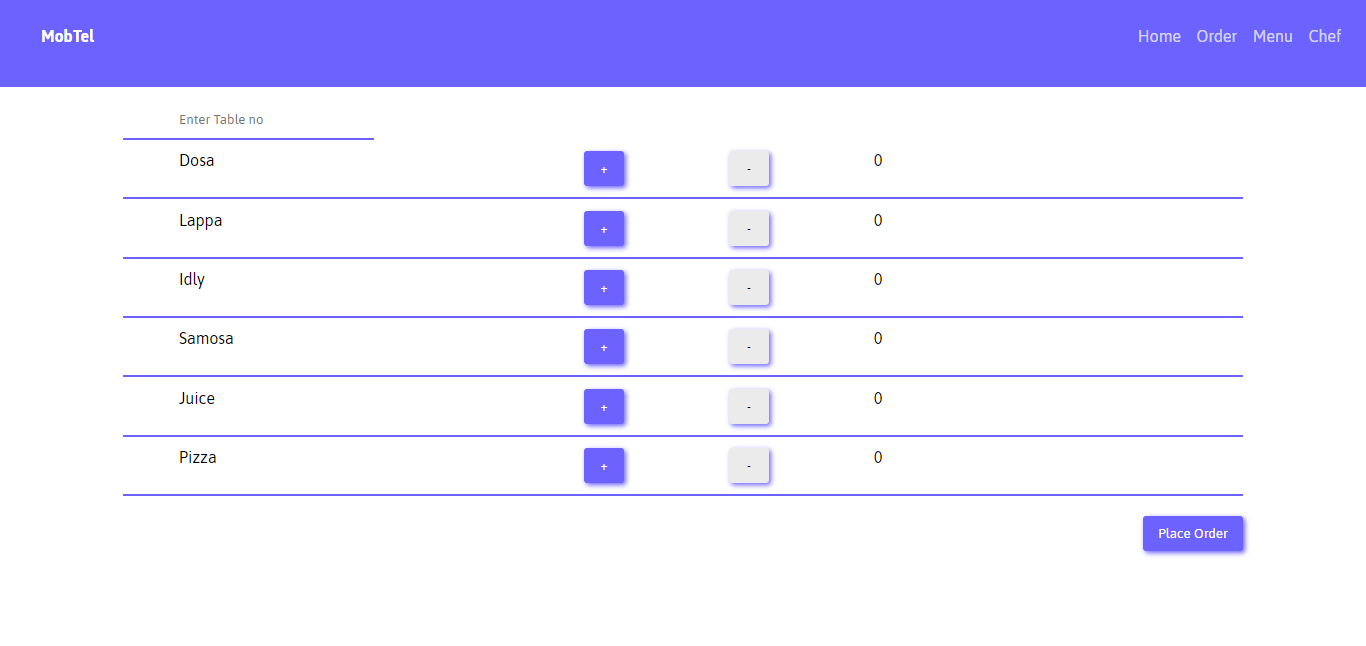 MobTel Home Order Menu Chef
Enter Table no
Dosa + - 0
Lappa + - 0
Idly + - 0
Samosa + - 0
Juice + - 0
Pizza + - 0
Place Order